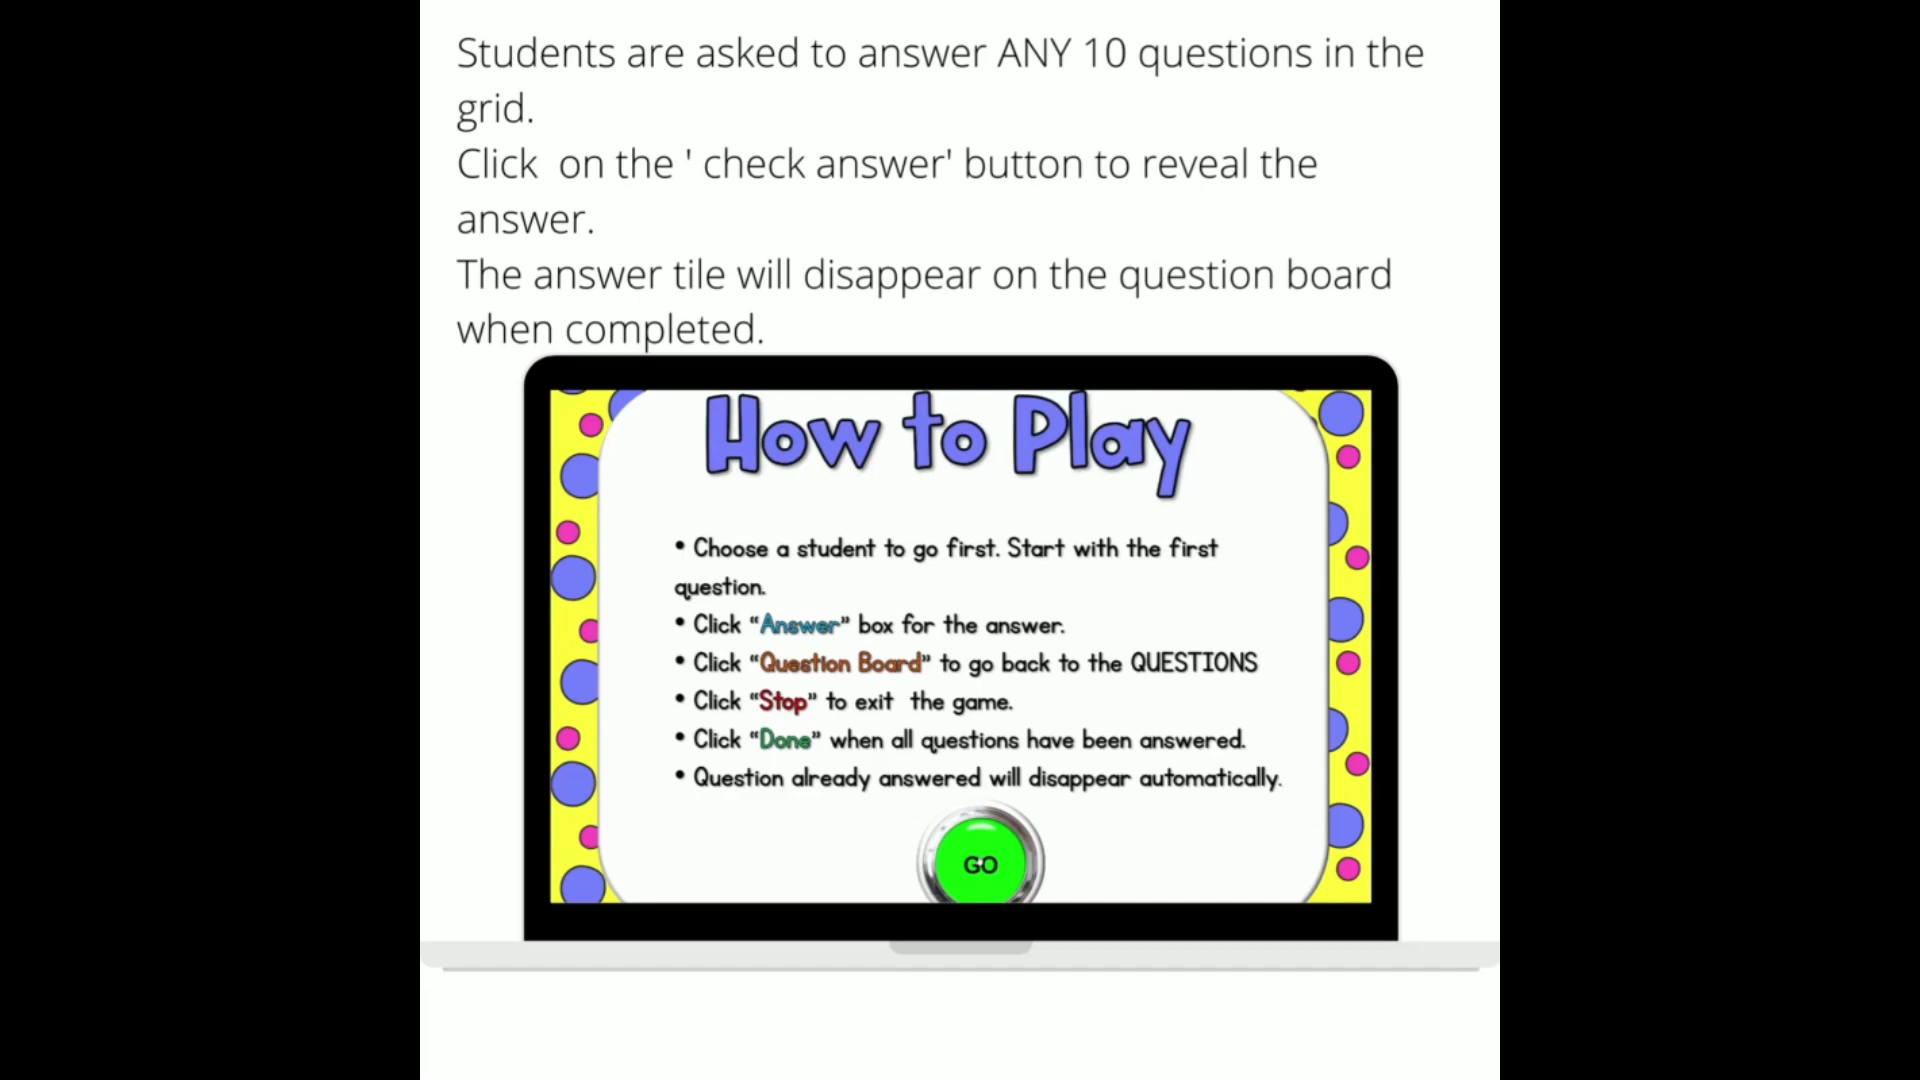 Students are asked to answer ANY 10 questions in the
grid.
Click  on the ' check answer' button to reveal the
answer.
The answer tile will disappear on the question board
when completed.
How to Play
• Choose a student to go first. Start with the first
question.
• Click “Answer” box for the answer.
• Click “Question Board” to go back to the QUESTIONS
• Click “Stop” to exit  the game.
• Click “Done” when all questions have been answered.
• Question already answered will disappear automatically.
GO